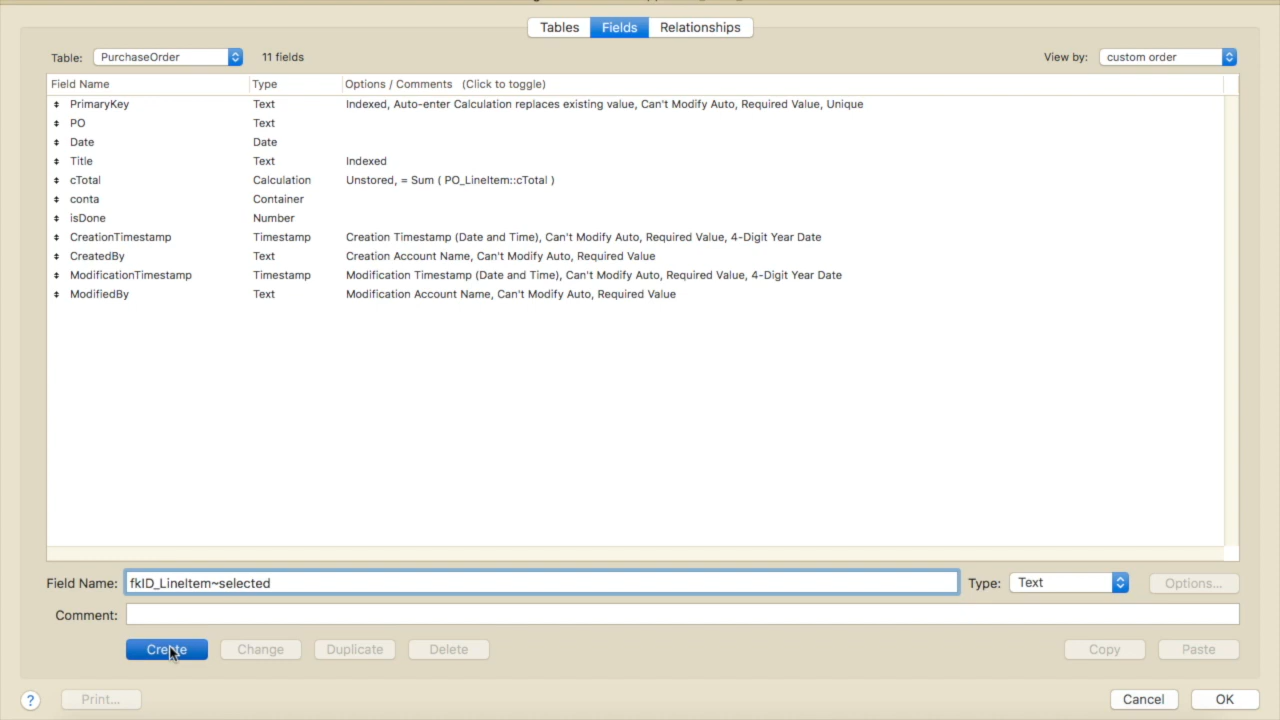 Tables Fields Relationships
Table: PurchaseOrder 11 fields View by: custom order
Field Name Type Options / Comments (Click to toggle)
PrimaryKey Text Indexed, Auto-enter Calculation replaces existing value, Can't Modify Auto, Required Value, Unique
PO Text
Date Date
Title Text Indexed
cTotal Calculation Unstored, = Sum ( PO_LineItem::cTotal )
conta Container
isDone Number
CreationTimestamp Timestamp Creation Timestamp (Date and Time), Can't Modify Auto, Required Value, 4-Digit Year Date
CreatedBy Text Creation Account Name, Can't Modify Auto, Required Value
ModificationTimestamp Timestamp Modification Timestamp (Date and Time), Can't Modify Auto, Required Value, 4-Digit Year Date
ModifiedBy Text Modification Account Name, Can't Modify Auto, Required Value
Field Name: fkID_LineItem~selected Type: Text Options...
Comment:
Create Change Duplicate Delete Copy Paste
? Print... Cancel OK